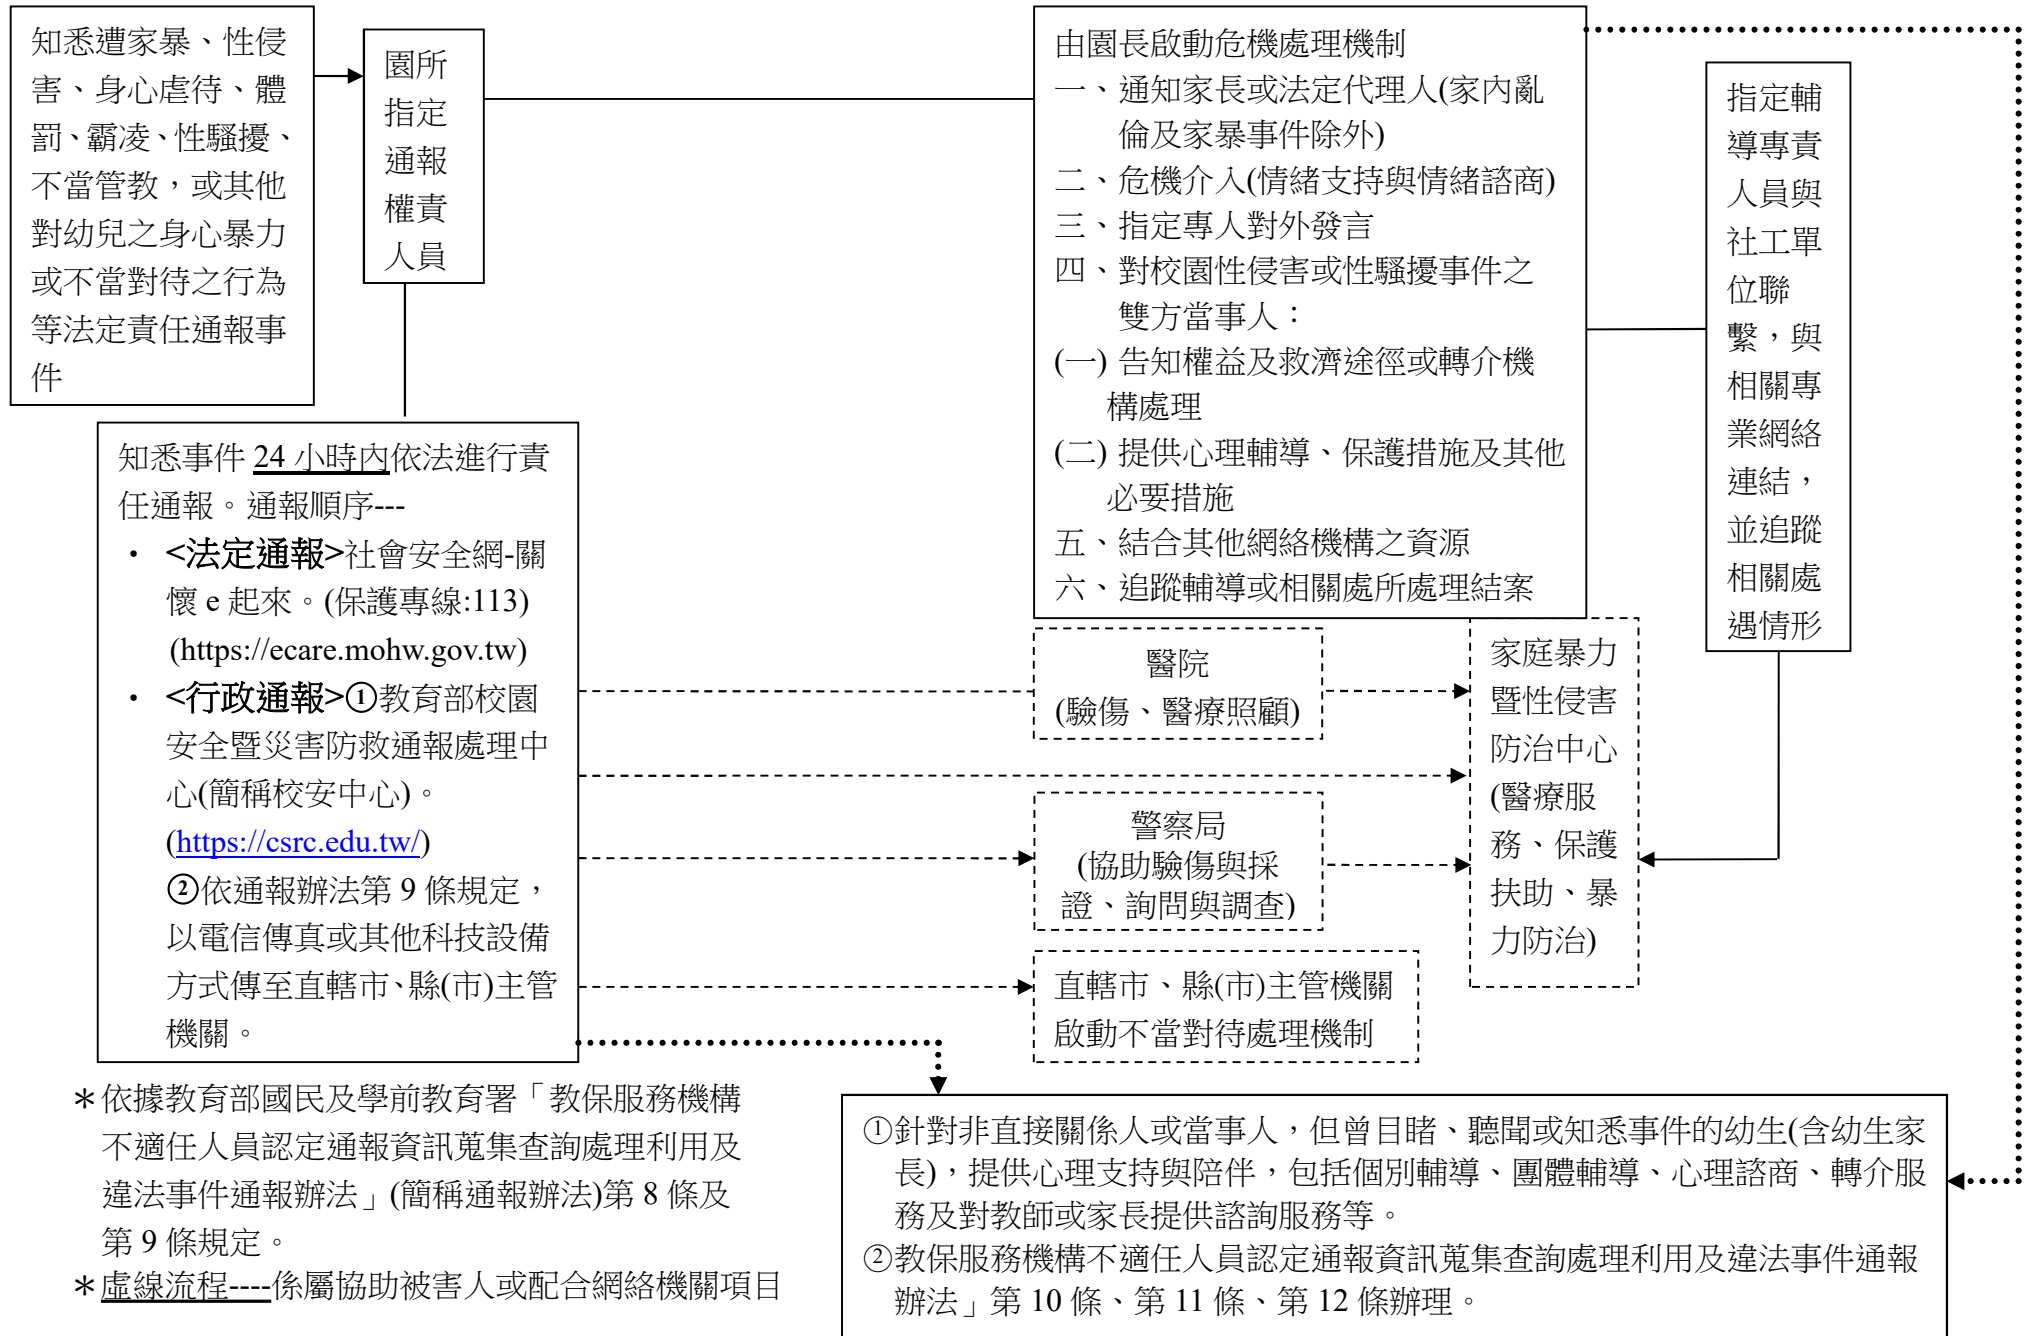 知悉遭家暴、性侵
害、身心虐待、體
罰、霸凌、性騷擾、
不當管教，或其他
對幼兒之身心暴力
或不當對待之行為
等法定責任通報事
件
園所
指定
通報
權責
人員
由園長啟動危機處理機制
一、通知家長或法定代理人(家內亂
倫及家暴事件除外)
二、危機介入(情緒支持與情緒諮商)
三、指定專人對外發言
四、對校園性侵害或性騷擾事件之
雙方當事人：
(一) 告知權益及救濟途徑或轉介機
構處理
(二) 提供心理輔導、保護措施及其他
必要措施
五、結合其他網絡機構之資源
六、追蹤輔導或相關處所處理結案
指定輔
導專責
人員與
社工單
位聯
繫，與
相關專
業網絡
連結，
並追蹤
相關處
遇情形
知悉事件 24 小時內依法進行責
任通報。通報順序---
· <法定通報>社會安全網-關
懷 e 起來。(保護專線:113)
(https://ecare.mohw.gov.tw)
· <行政通報>①教育部校園
安全暨災害防救通報處理中
心(簡稱校安中心)。
(https://csrc.edu.tw/)
②依通報辦法第 9 條規定，
以電信傳真或其他科技設備
方式傳至直轄市、縣(市)主管
機關。
醫院
(驗傷、醫療照顧)
警察局
(協助驗傷與採
證、詢問與調查)
直轄市、縣(市)主管機關
啟動不當對待處理機制
家庭暴力
暨性侵害
防治中心
(醫療服
務、保護
扶助、暴
力防治)
＊依據教育部國民及學前教育署「教保服務機構
不適任人員認定通報資訊蒐集查詢處理利用及
違法事件通報辦法」(簡稱通報辦法)第 8 條及
第 9 條規定。
＊虛線流程----係屬協助被害人或配合網絡機關項目
①針對非直接關係人或當事人，但曾目睹、聽聞或知悉事件的幼生(含幼生家
長)，提供心理支持與陪伴，包括個別輔導、團體輔導、心理諮商、轉介服
務及對教師或家長提供諮詢服務等。
②教保服務機構不適任人員認定通報資訊蒐集查詢處理利用及違法事件通報
辦法」第 10 條、第 11 條、第 12 條辦理。